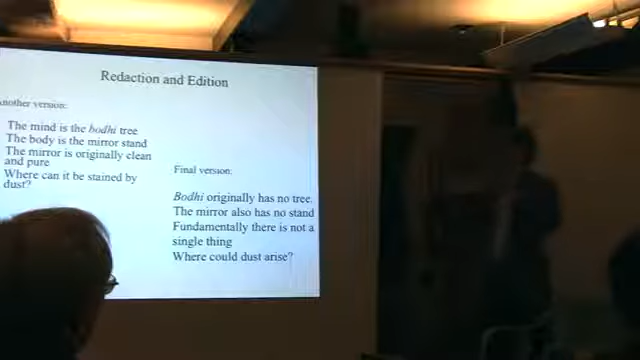 Redaction and Edition
Another version:
The mind is the bodhi tree
The body is the mirror stand
The mirror is originally clean
and pure
Where can it be stained by
dust?
Final version:
Bodhi originally has no tree.
The mirror also has no stand
Fundamentally there is not a
single thing
Where could dust arise?